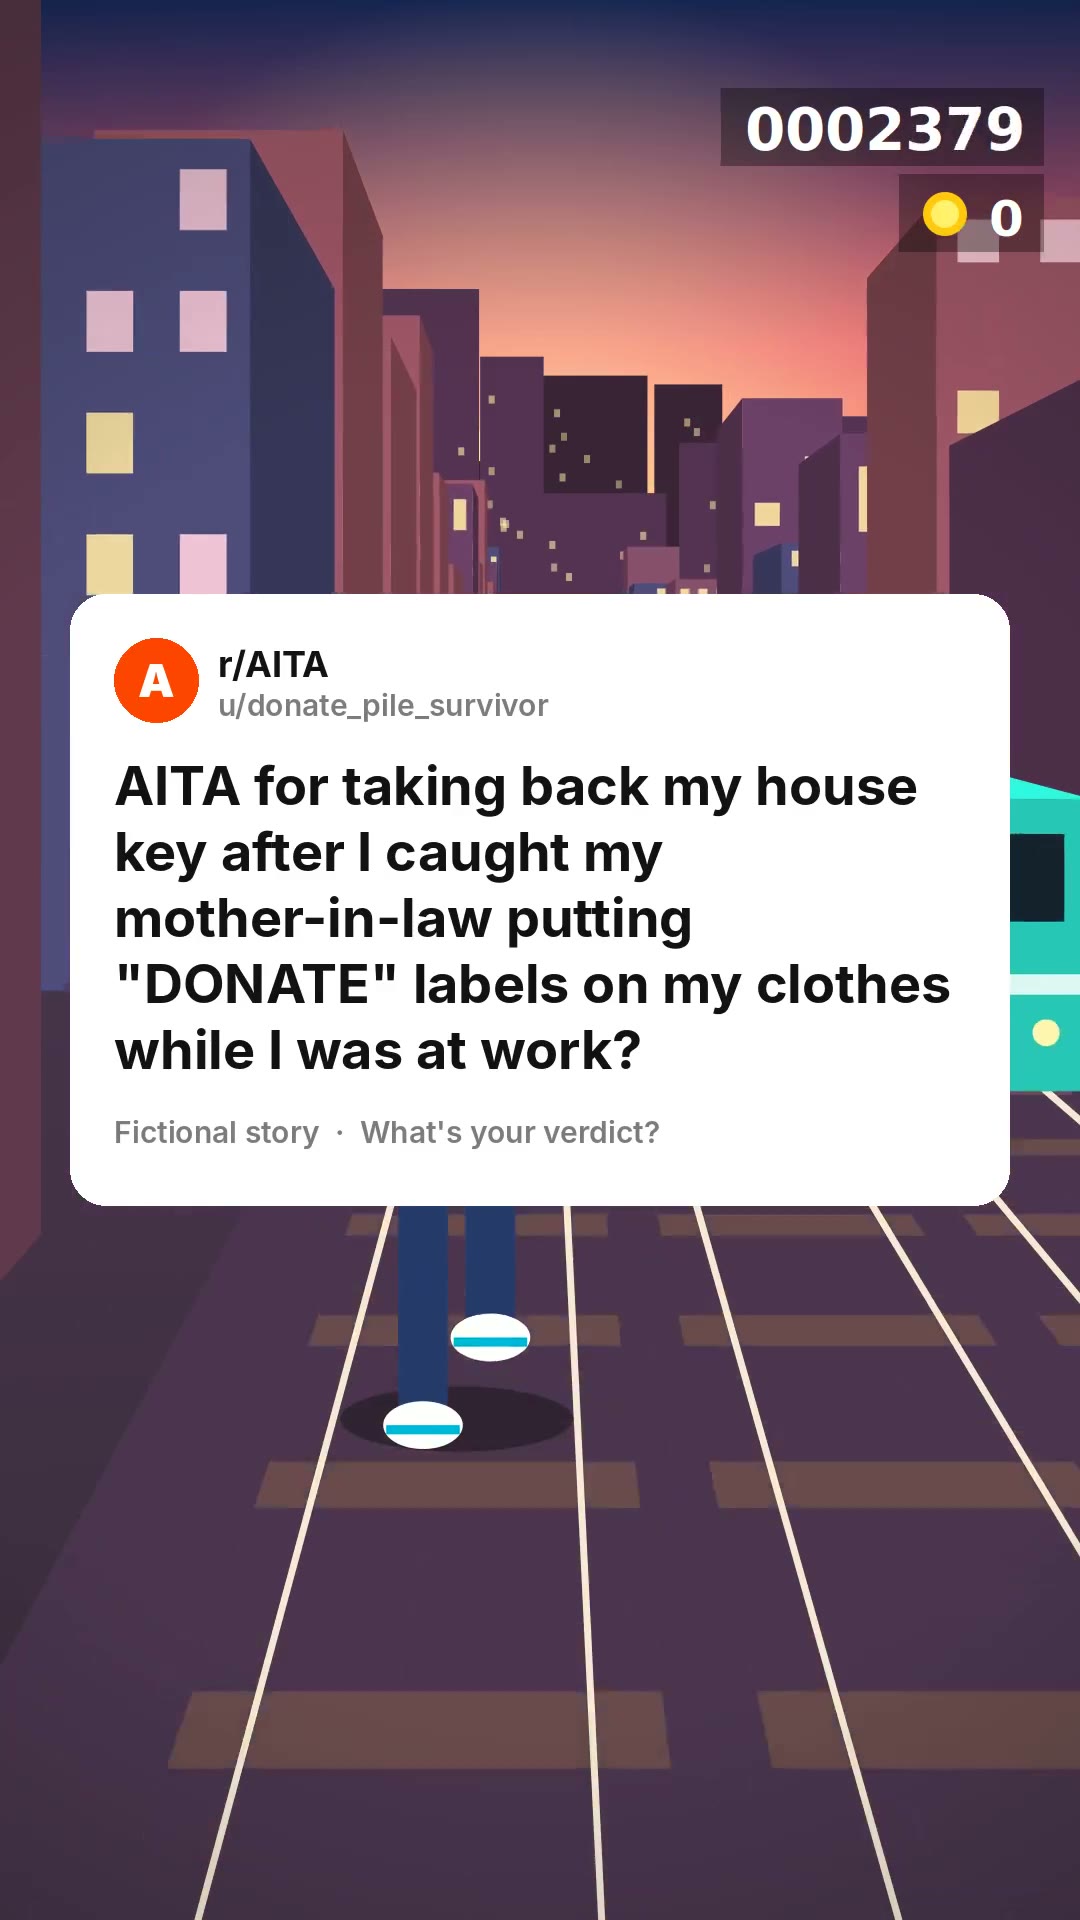 0002379
0
A
r/AITA
u/donate_pile_survivor
AITA for taking back my house
key after I caught my
mother-in-law putting
"DONATE" labels on my clothes
while I was at work?
Fictional story · What's your verdict?